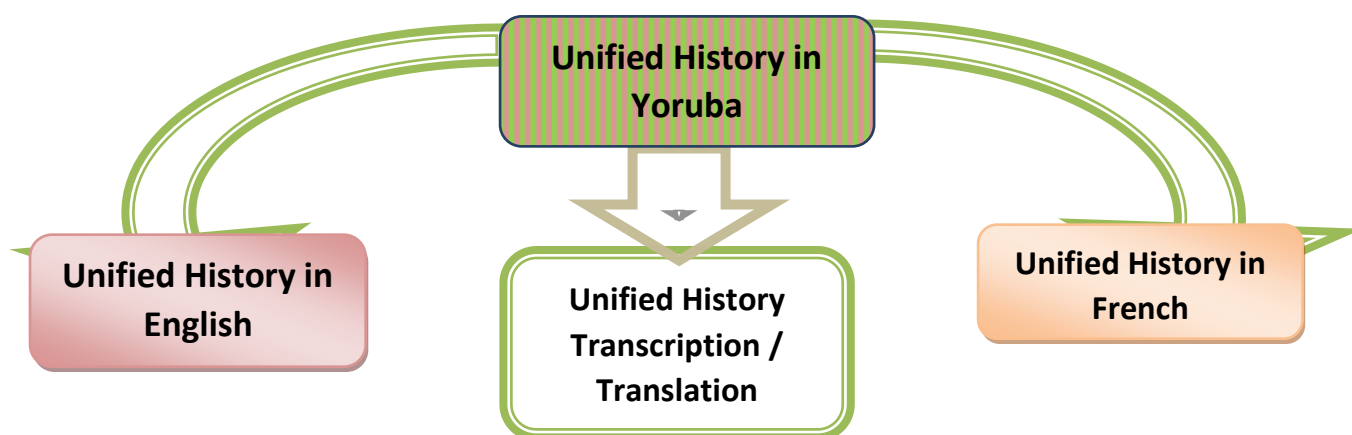 Unified History in
Yoruba
Unified History in
English
Unified History
Transcription /
Translation
Unified History in
French